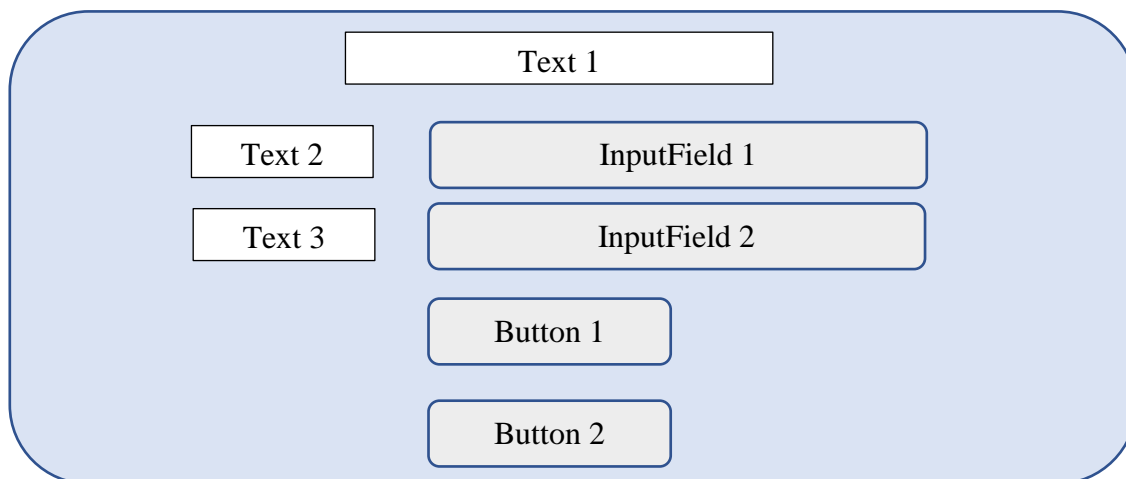 Text 1
Text 2
InputField 1
Text 3
InputField 2
Button 1
Button 2